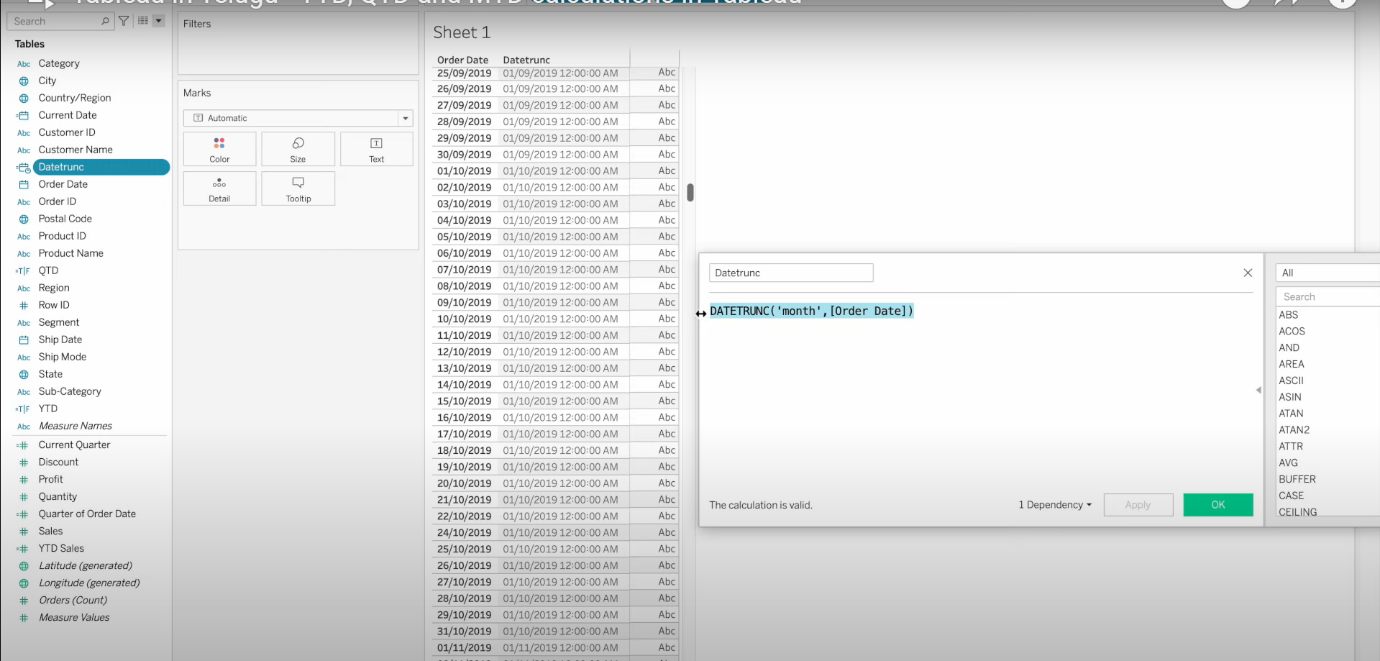 Tableau in Telugu - YTD, QTD and MTD calculations in Tableau
Search
Tables
Abc Category
City
Country/Region
Current Date
Abc Customer ID
Abc Customer Name
Datetrunc
Order Date
Abc Order ID
Postal Code
Abc Product ID
Abc Product Name
=T|F QTD
Abc Region
# Row ID
Abc Segment
Ship Date
Abc Ship Mode
State
Abc Sub-Category
=T|F YTD
Abc Measure Names
=# Current Quarter
# Discount
# Profit
# Quantity
=# Quarter of Order Date
# Sales
=# YTD Sales
Latitude (generated)
Longitude (generated)
# Orders (Count)
# Measure Values
Filters
Marks
T Automatic
Color Size T Text
Detail Tooltip
Sheet 1
Order Date Datetrunc
25/09/2019 01/09/2019 12:00:00 AM Abc
26/09/2019 01/09/2019 12:00:00 AM Abc
27/09/2019 01/09/2019 12:00:00 AM Abc
28/09/2019 01/09/2019 12:00:00 AM Abc
29/09/2019 01/09/2019 12:00:00 AM Abc
30/09/2019 01/09/2019 12:00:00 AM Abc
01/10/2019 01/10/2019 12:00:00 AM Abc
02/10/2019 01/10/2019 12:00:00 AM Abc
03/10/2019 01/10/2019 12:00:00 AM Abc
04/10/2019 01/10/2019 12:00:00 AM Abc
05/10/2019 01/10/2019 12:00:00 AM Abc
06/10/2019 01/10/2019 12:00:00 AM Abc
07/10/2019 01/10/2019 12:00:00 AM Abc
08/10/2019 01/10/2019 12:00:00 AM Abc
09/10/2019 01/10/2019 12:00:00 AM Abc
10/10/2019 01/10/2019 12:00:00 AM Abc
11/10/2019 01/10/2019 12:00:00 AM Abc
12/10/2019 01/10/2019 12:00:00 AM Abc
13/10/2019 01/10/2019 12:00:00 AM Abc
14/10/2019 01/10/2019 12:00:00 AM Abc
15/10/2019 01/10/2019 12:00:00 AM Abc
16/10/2019 01/10/2019 12:00:00 AM Abc
17/10/2019 01/10/2019 12:00:00 AM Abc
18/10/2019 01/10/2019 12:00:00 AM Abc
19/10/2019 01/10/2019 12:00:00 AM Abc
20/10/2019 01/10/2019 12:00:00 AM Abc
21/10/2019 01/10/2019 12:00:00 AM Abc
22/10/2019 01/10/2019 12:00:00 AM Abc
24/10/2019 01/10/2019 12:00:00 AM Abc
25/10/2019 01/10/2019 12:00:00 AM Abc
26/10/2019 01/10/2019 12:00:00 AM Abc
27/10/2019 01/10/2019 12:00:00 AM Abc
28/10/2019 01/10/2019 12:00:00 AM Abc
29/10/2019 01/10/2019 12:00:00 AM Abc
31/10/2019 01/10/2019 12:00:00 AM Abc
01/11/2019 01/11/2019 12:00:00 AM Abc
Datetrunc
DATETRUNC('month',[Order Date])
The calculation is valid.
1 Dependency
Apply
OK
All
Search
ABS
ACOS
AND
AREA
ASCII
ASIN
ATAN
ATAN2
ATTR
AVG
BUFFER
CASE
CEILING